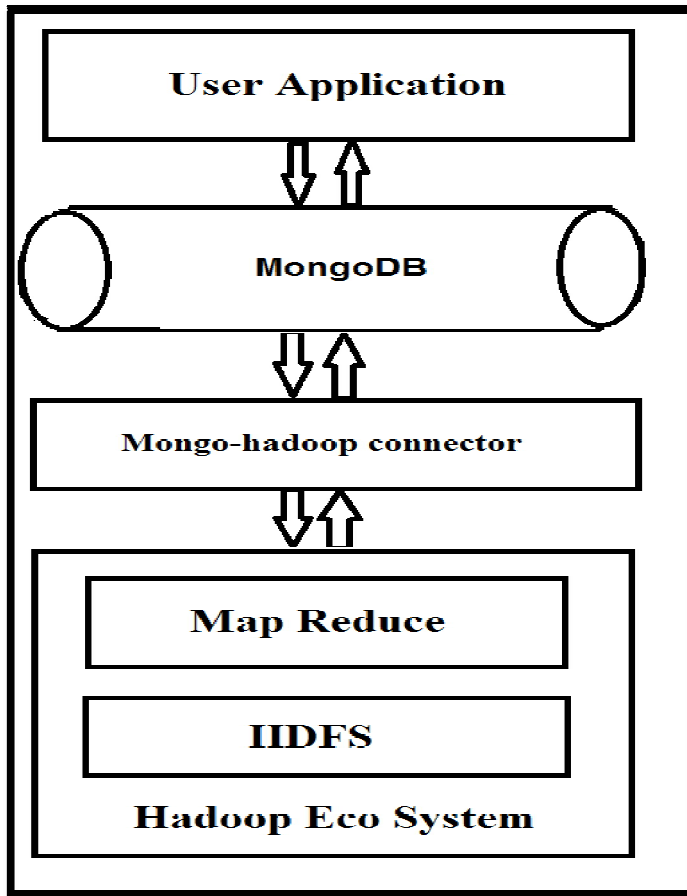 User Application
MongoDB
Mongo-hadoop connector
Map Reduce
IIDFS
Hadoop Eco System